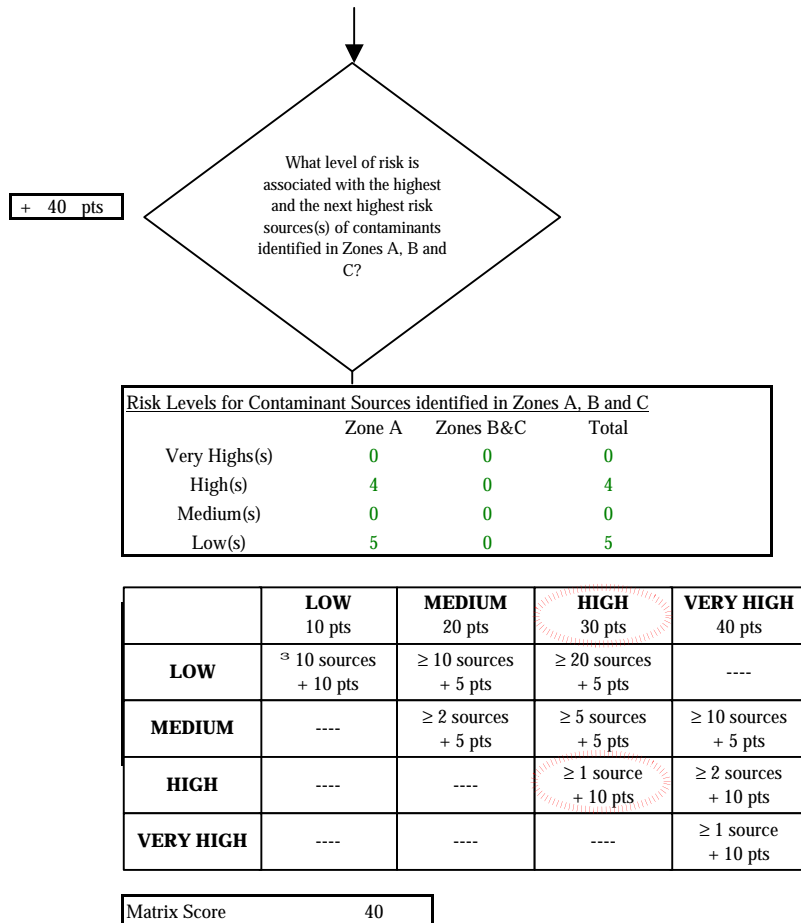 What level of risk is
associated with the highest
and the next highest risk
sources(s) of contaminants
identified in Zones A, B and
C?
+ 40 pts
Risk Levels for Contaminant Sources identified in Zones A, B and C
Zone A Zones B&C Total
Very Highs(s) 0 0 0
High(s) 4 0 4
Medium(s) 0 0 0
Low(s) 5 0 5
LOW MEDIUM HIGH VERY HIGH
10 pts 20 pts 30 pts 40 pts
LOW ³ 10 sources + 10 pts ≥ 10 sources + 5 pts ≥ 20 sources + 5 pts ----
MEDIUM ---- ≥ 2 sources + 5 pts ≥ 5 sources + 5 pts ≥ 10 sources + 5 pts
HIGH ---- ---- ≥ 1 source + 10 pts ≥ 2 sources + 10 pts
VERY HIGH ---- ---- ---- ≥ 1 source + 10 pts
Matrix Score 40